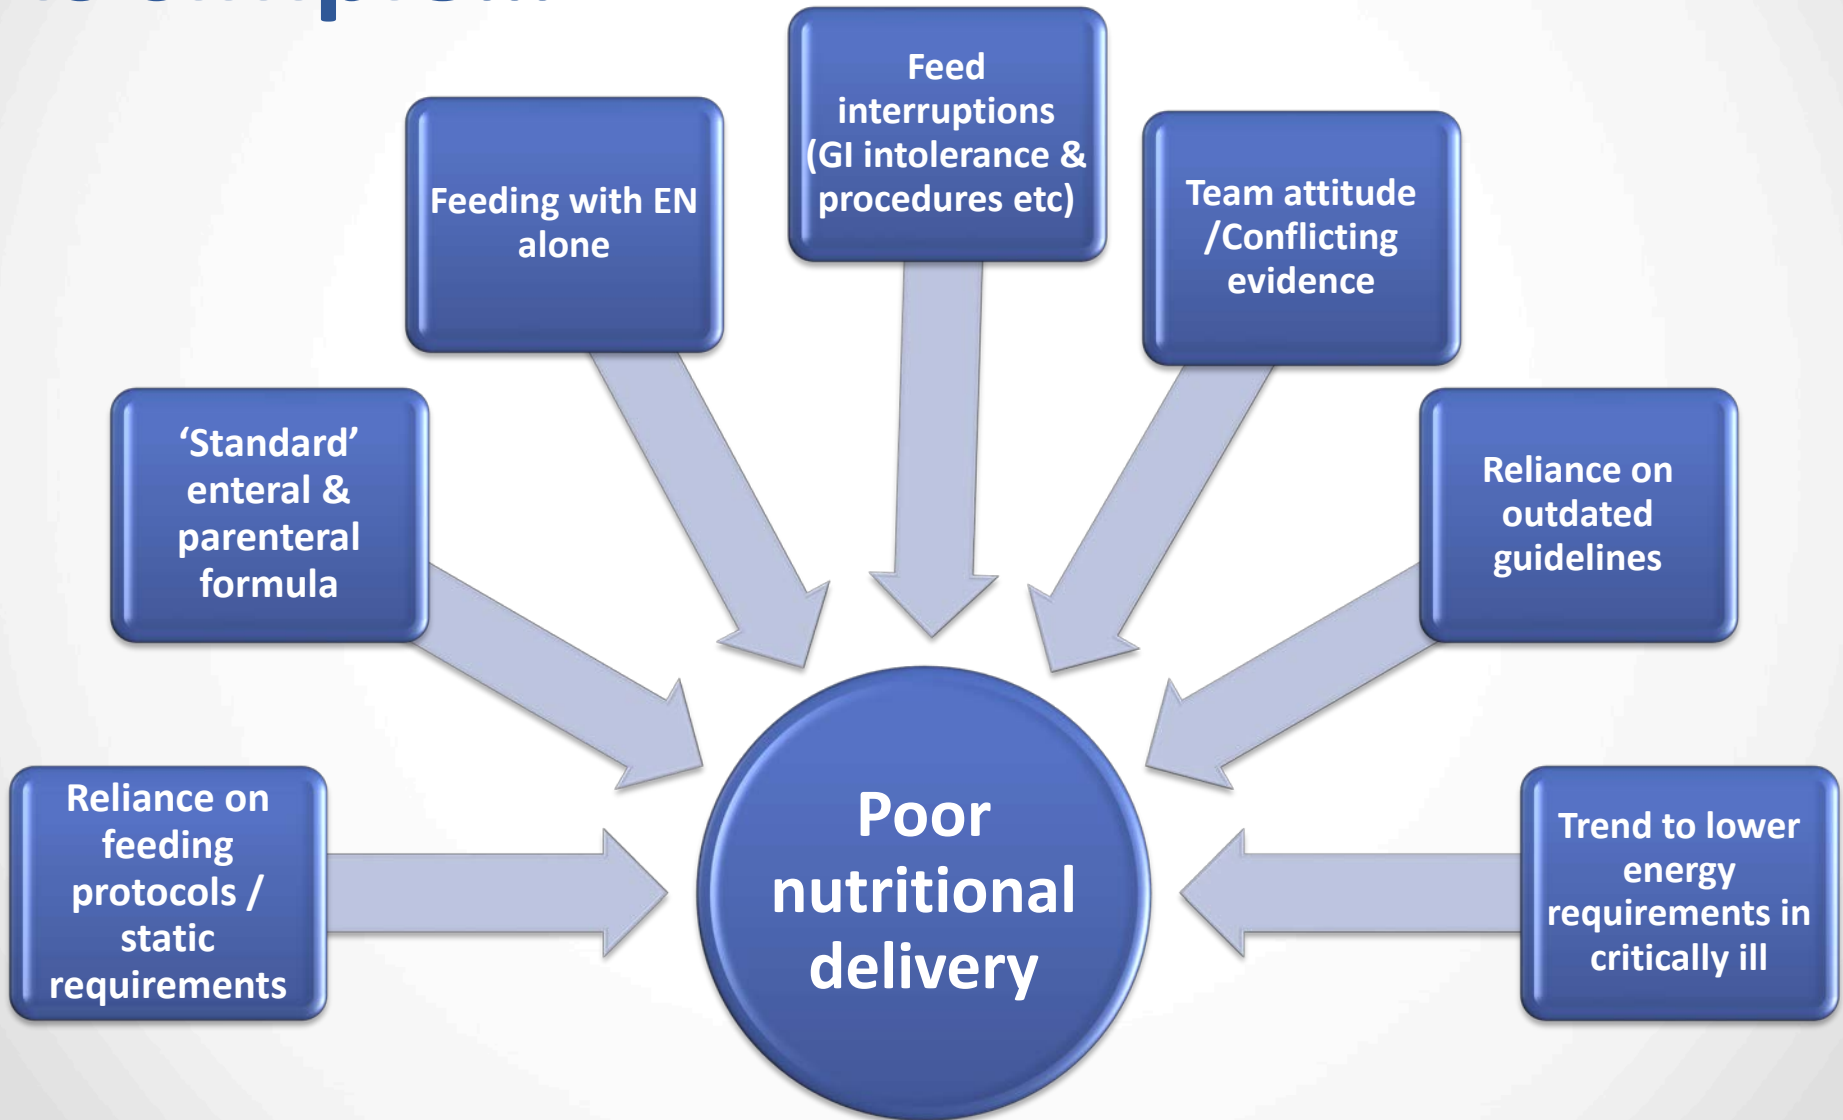 Feed
interruptions
(GI intolerance &
procedures etc)
Feeding with EN
alone
Team attitude
/Conflicting
evidence
‘Standard’
enteral &
parenteral
formula
Reliance on
outdated
guidelines
Reliance on
feeding
protocols /
static
requirements
Poor
nutritional
delivery
Trend to lower
energy
requirements in
critically ill